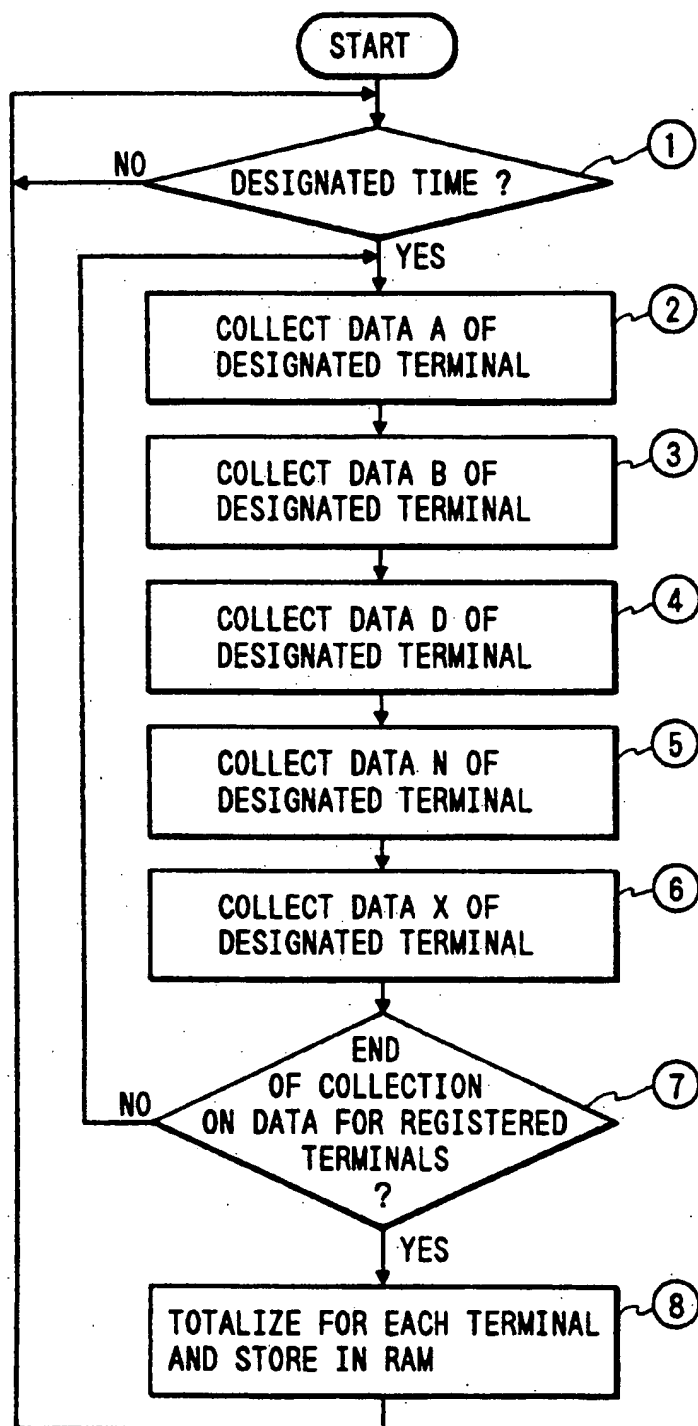 START
DESIGNATED TIME ?
1
NO
YES
COLLECT DATA A OF
DESIGNATED TERMINAL
2
COLLECT DATA B OF
DESIGNATED TERMINAL
3
COLLECT DATA D OF
DESIGNATED TERMINAL
4
COLLECT DATA N OF
DESIGNATED TERMINAL
5
COLLECT DATA X OF
DESIGNATED TERMINAL
6
END
OF COLLECTION
ON DATA FOR REGISTERED
TERMINALS
?
7
NO
YES
TOTALIZE FOR EACH TERMINAL
AND STORE IN RAM
8